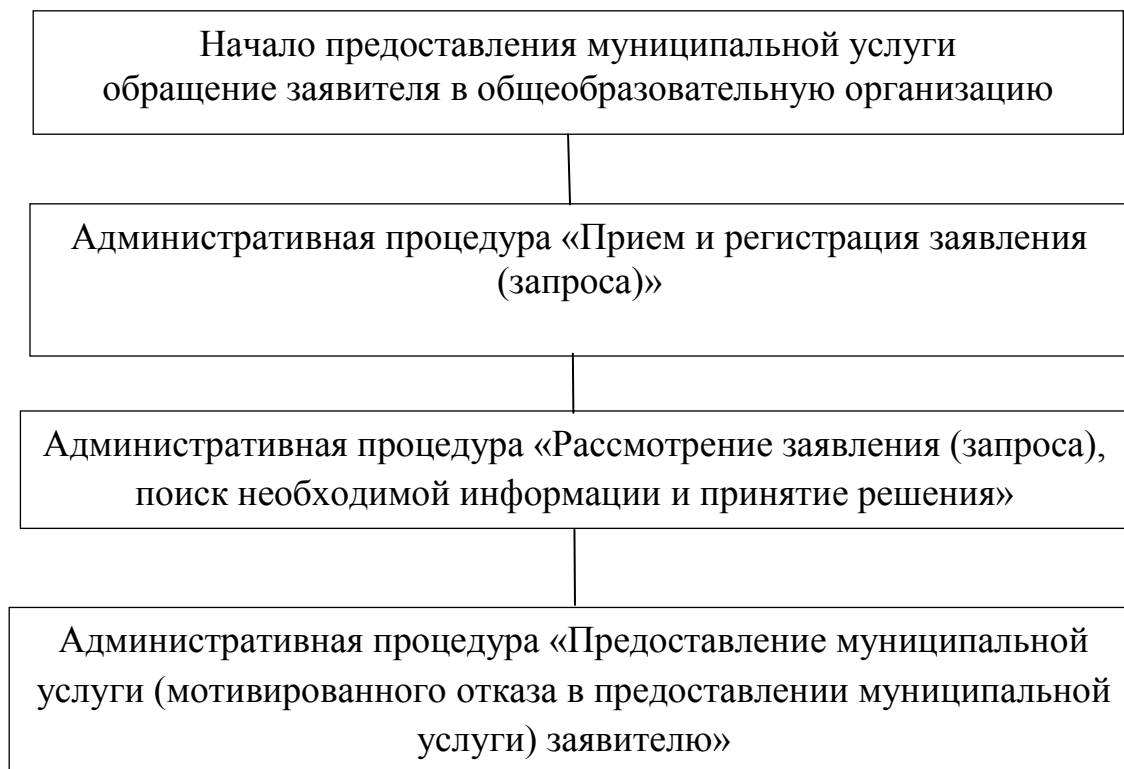 Начало предоставления муниципальной услуги
обращение заявителя в общеобразовательную организацию
Административная процедура «Прием и регистрация заявления
(запроса)»
Административная процедура «Рассмотрение заявления (запроса),
поиск необходимой информации и принятие решения»
Административная процедура «Предоставление муниципальной
услуги (мотивированного отказа в предоставлении муниципальной
услуги) заявителю»